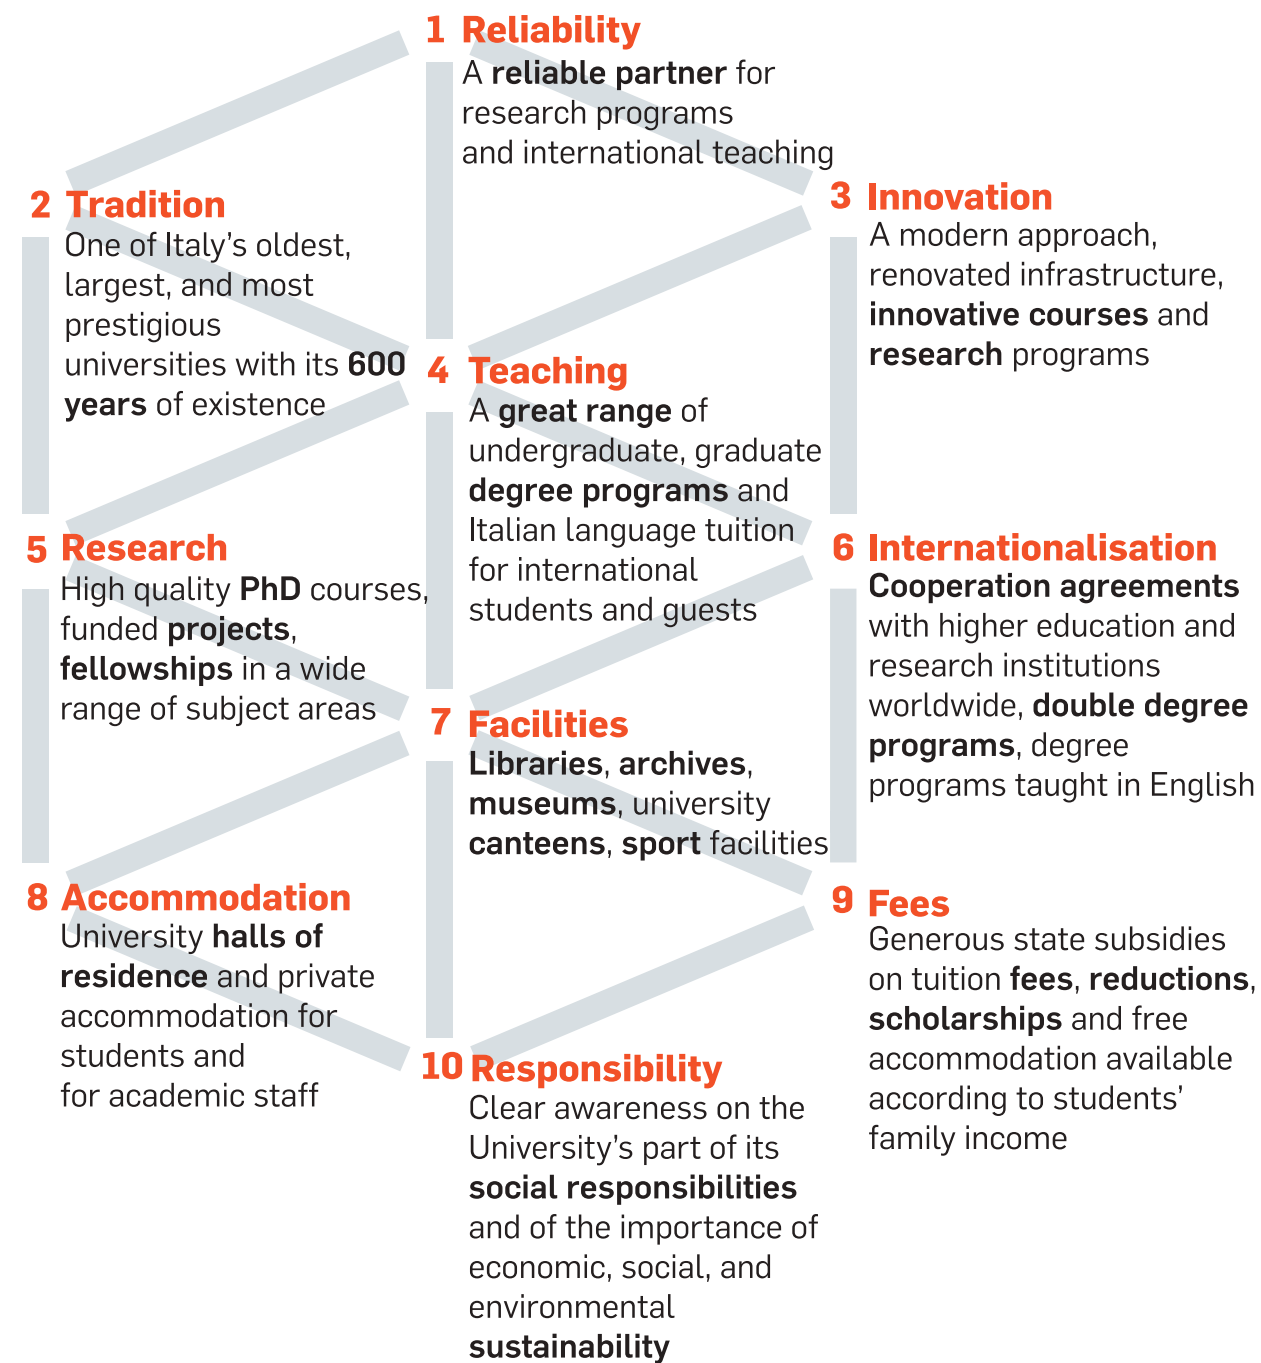 1 Reliability
A reliable partner for
research programs
and international teaching
2 Tradition
One of Italy's oldest,
largest, and most
prestigious
universities with its 600
years of existence
3 Innovation
A modern approach,
renovated infrastructure,
innovative courses and
research programs
4 Teaching
A great range of
undergraduate, graduate
degree programs and
Italian language tuition
for international
students and guests
5 Research
High quality PhD courses,
funded projects,
fellowships in a wide
range of subject areas
6 Internationalisation
Cooperation agreements
with higher education and
research institutions
worldwide, double degree
programs, degree
programs taught in English
7 Facilities
Libraries, archives,
museums, university
canteens, sport facilities
8 Accommodation
University halls of
residence and private
accommodation for
students and
for academic staff
9 Fees
Generous state subsidies
on tuition fees, reductions,
scholarships and free
accommodation available
according to students'
family income
10 Responsibility
Clear awareness on the
University's part of its
social responsibilities
and of the importance of
economic, social, and
environmental
sustainability